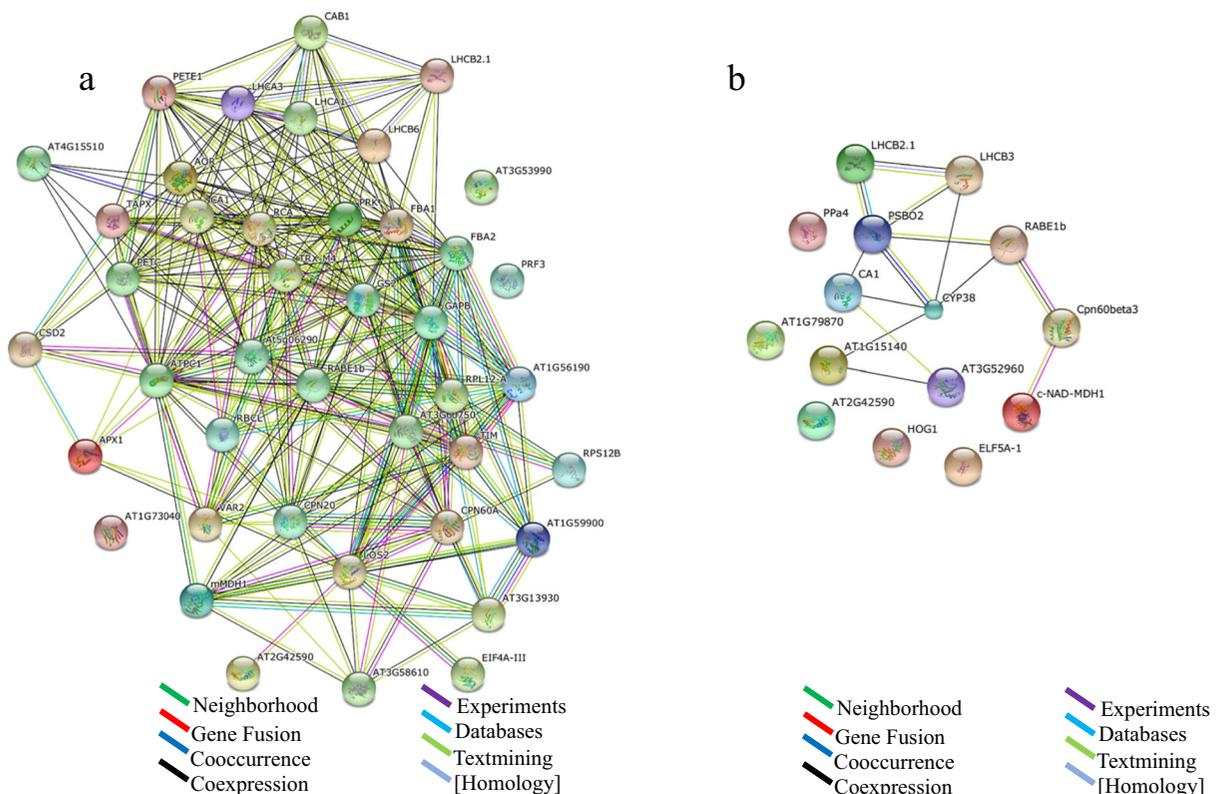 a
CAB1
LHCB2.1
PETE1
LHCA3
LHCA1
LHCB6
AT4G15510
AOR
AT3G53990
TAPX
CA1
RCA
PRK
FBA1
FBA2
PETC
TRX-M4
PRF3
GS2
GAPB
CSD2
At5g06290
ATPC1
RABE1b
AT1G56190
RPL12-A
RBCL
AT3G60750
TIM
APX1
RPS12B
VAR2
CPN20
CPN60A
AT1G73040
AT1G59900
LOS2
mMDH1
AT3G13930
AT2G42590
AT3G58610
EIF4A-III
Neighborhood
Gene Fusion
Cooccurrence
Coexpression
Experiments
Databases
Textmining
[Homology]
b
LHCB2.1
LHCB3
PPa4
PSBO2
RABE1b
CA1
CYP38
Cpn60beta3
AT1G79870
AT1G15140
AT3G52960
c-NAD-MDH1
AT2G42590
HOG1
ELF5A-1
Neighborhood
Gene Fusion
Cooccurrence
Coexpression
Experiments
Databases
Textmining
[Homology]